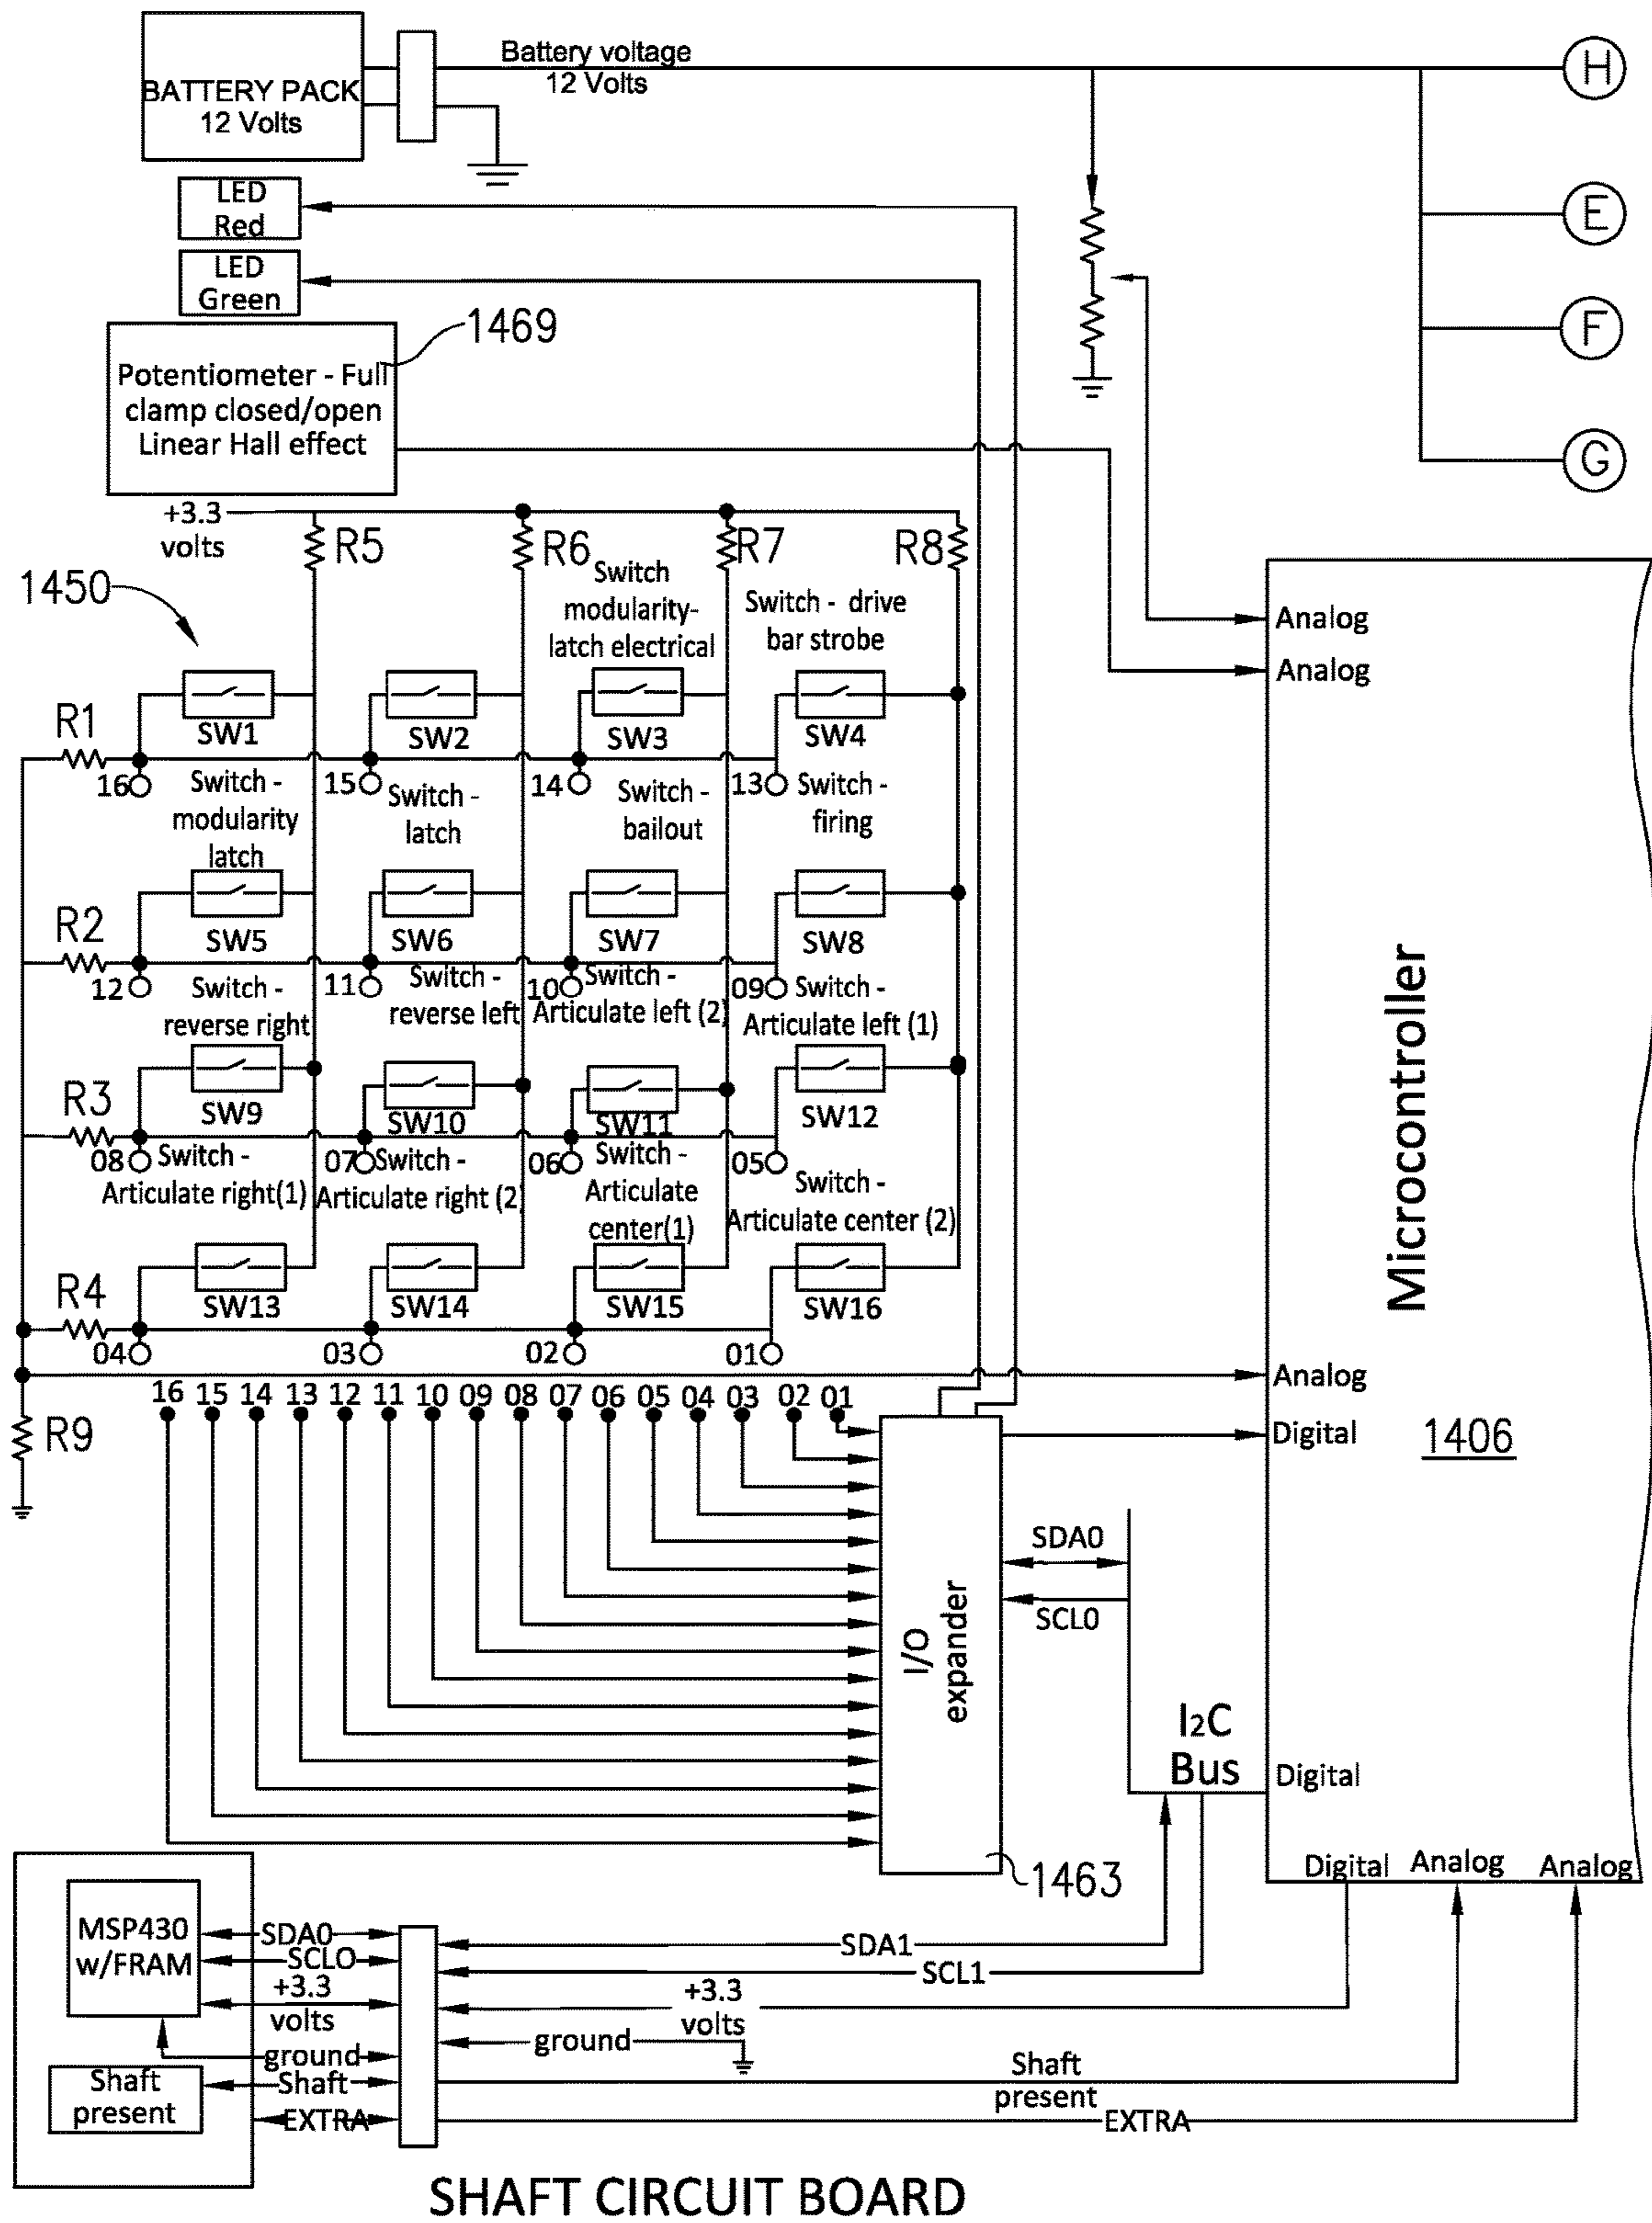 BATTERY PACK
12 Volts
Battery voltage
12 Volts
H
LED
Red
E
LED
Green
1469
F
Potentiometer - Full
clamp closed/open
Linear Hall effect
G
+3.3
volts
R5
R6
R7
R8
1450
Switch
modularity-
latch electrical
Switch - drive
bar strobe
Analog
Analog
R1
SW1
SW2
SW3
SW4
16
15
14
13
Switch -
modularity
latch
Switch -
latch
Switch -
bailout
Switch -
firing
R2
SW5
SW6
SW7
SW8
12
11
10
09
Switch -
reverse right
Switch -
reverse left
Switch -
Articulate left (2)
Switch -
Articulate left (1)
R3
SW9
SW10
SW11
SW12
08
07
06
05
Switch -
Articulate right(1)
Switch -
Articulate right (2)
Switch -
Articulate
center(1)
Switch -
Articulate center (2)
R4
SW13
SW14
SW15
SW16
04
03
02
01
Microcontroller
1406
Analog
16 15 14 13 12 11 10 09 08 07 06 05 04 03 02 01
R9
Digital
I/O
expander
SDA0
SCL0
I2C
Bus
Digital
1463
Digital
Analog
Analog
MSP430
w/FRAM
SDA0
SCLO
+3.3
volts
ground
Shaft
present
Shaft
EXTRA
SDA1
SCL1
+3.3
volts
ground
Shaft
present
EXTRA
SHAFT CIRCUIT BOARD